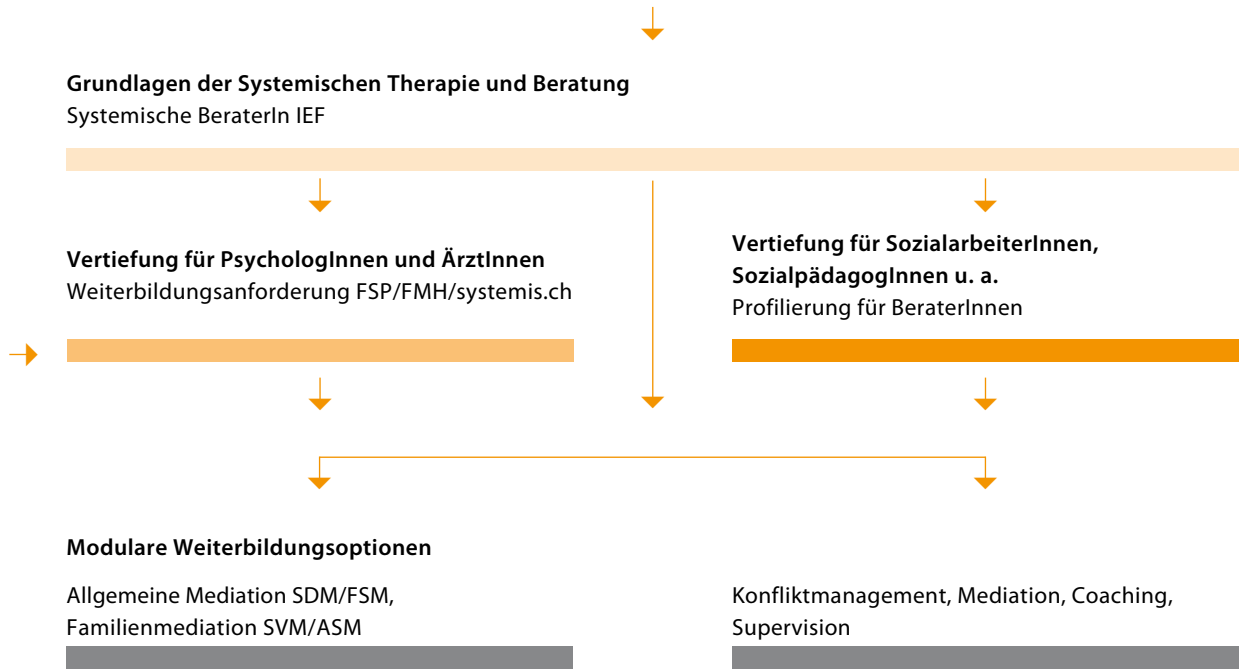 Grundlagen der Systemischen Therapie und Beratung
Systemische BeraterIn IEF
Vertiefung für PsychologInnen und ÄrztInnen
Weiterbildungsanforderung FSP/FMH/systemis.ch
Vertiefung für SozialarbeiterInnen,
SozialpädagogInnen u. a.
Profilierung für BeraterInnen
Modulare Weiterbildungsoptionen
Allgemeine Mediation SDM/FSM,
Familienmediation SVM/ASM
Konfliktmanagement, Mediation, Coaching,
Supervision